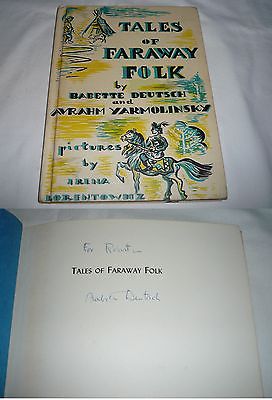 TALES
OF
FARAWAY
FOLK
by
BABETTE DEUTSCH
and
AVRAHM YARMOLINSKY
pictures
by
IRENA
LORENTOWICZ
For Robert
TALES OF FARAWAY FOLK
Babette Deutsch